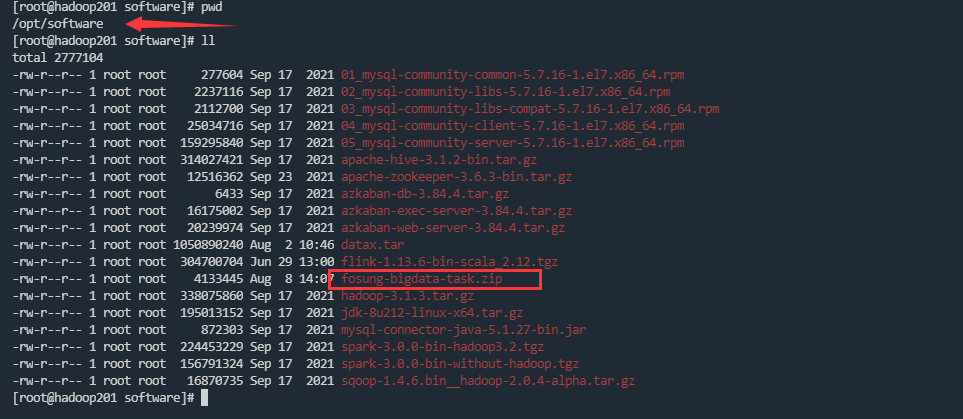 [root@hadoop201 software]# pwd
/opt/software
[root@hadoop201 software]# ll
total 2777104
-rw-r--r-- 1 root root 277604 Sep 17 2021 01_mysql-community-common-5.7.16-1.el7.x86_64.rpm
-rw-r--r-- 1 root root 2237116 Sep 17 2021 02_mysql-community-libs-5.7.16-1.el7.x86_64.rpm
-rw-r--r-- 1 root root 2112700 Sep 17 2021 03_mysql-community-libs-compat-5.7.16-1.el7.x86_64.rpm
-rw-r--r-- 1 root root 25034716 Sep 17 2021 04_mysql-community-client-5.7.16-1.el7.x86_64.rpm
-rw-r--r-- 1 root root 159295840 Sep 17 2021 05_mysql-community-server-5.7.16-1.el7.x86_64.rpm
-rw-r--r-- 1 root root 314027421 Sep 17 2021 apache-hive-3.1.2-bin.tar.gz
-rw-r--r-- 1 root root 12516362 Sep 23 2021 apache-zookeeper-3.6.3-bin.tar.gz
-rw-r--r-- 1 root root 6433 Sep 17 2021 azkaban-db-3.84.4.tar.gz
-rw-r--r-- 1 root root 16175002 Sep 17 2021 azkaban-exec-server-3.84.4.tar.gz
-rw-r--r-- 1 root root 20239974 Sep 17 2021 azkaban-web-server-3.84.4.tar.gz
-rw-r--r-- 1 root root 1050890240 Aug 2 10:46 datax.tar
-rw-r--r-- 1 root root 304700704 Jun 29 13:00 flink-1.13.6-bin-scala_2.12.tgz
-rw-r--r-- 1 root root 4133445 Aug 8 14:07 fosung-bigdata-task.zip
-rw-r--r-- 1 root root 338075860 Sep 17 2021 hadoop-3.1.3.tar.gz
-rw-r--r-- 1 root root 195013152 Sep 17 2021 jdk-8u212-linux-x64.tar.gz
-rw-r--r-- 1 root root 872303 Sep 17 2021 mysql-connector-java-5.1.27-bin.jar
-rw-r--r-- 1 root root 224453229 Sep 17 2021 spark-3.0.0-bin-hadoop3.2.tgz
-rw-r--r-- 1 root root 156791324 Sep 17 2021 spark-3.0.0-bin-without-hadoop.tgz
-rw-r--r-- 1 root root 16870735 Sep 17 2021 sqoop-1.4.6.bin__hadoop-2.0.4-alpha.tar.gz
[root@hadoop201 software]#